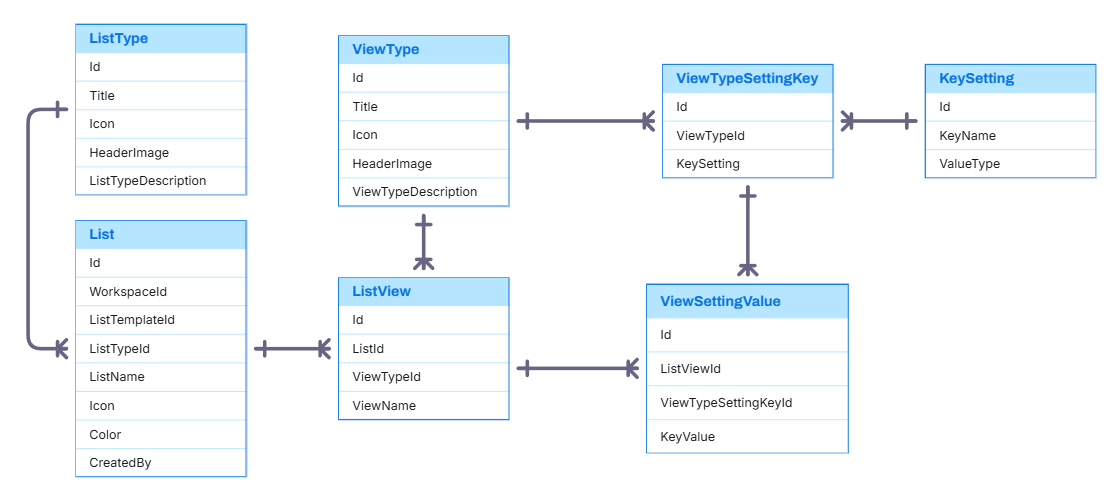 ListType
Id
Title
Icon
HeaderImage
ListTypeDescription
List
Id
WorkspaceId
ListTemplateId
ListTypeId
ListName
Icon
Color
CreatedBy
ViewType
Id
Title
Icon
HeaderImage
ViewTypeDescription
ListView
Id
ListId
ViewTypeId
ViewName
ViewTypeSettingKey
Id
ViewTypeId
KeySetting
ViewSettingValue
Id
ListViewId
ViewTypeSettingKeyId
KeyValue
KeySetting
Id
KeyName
ValueType